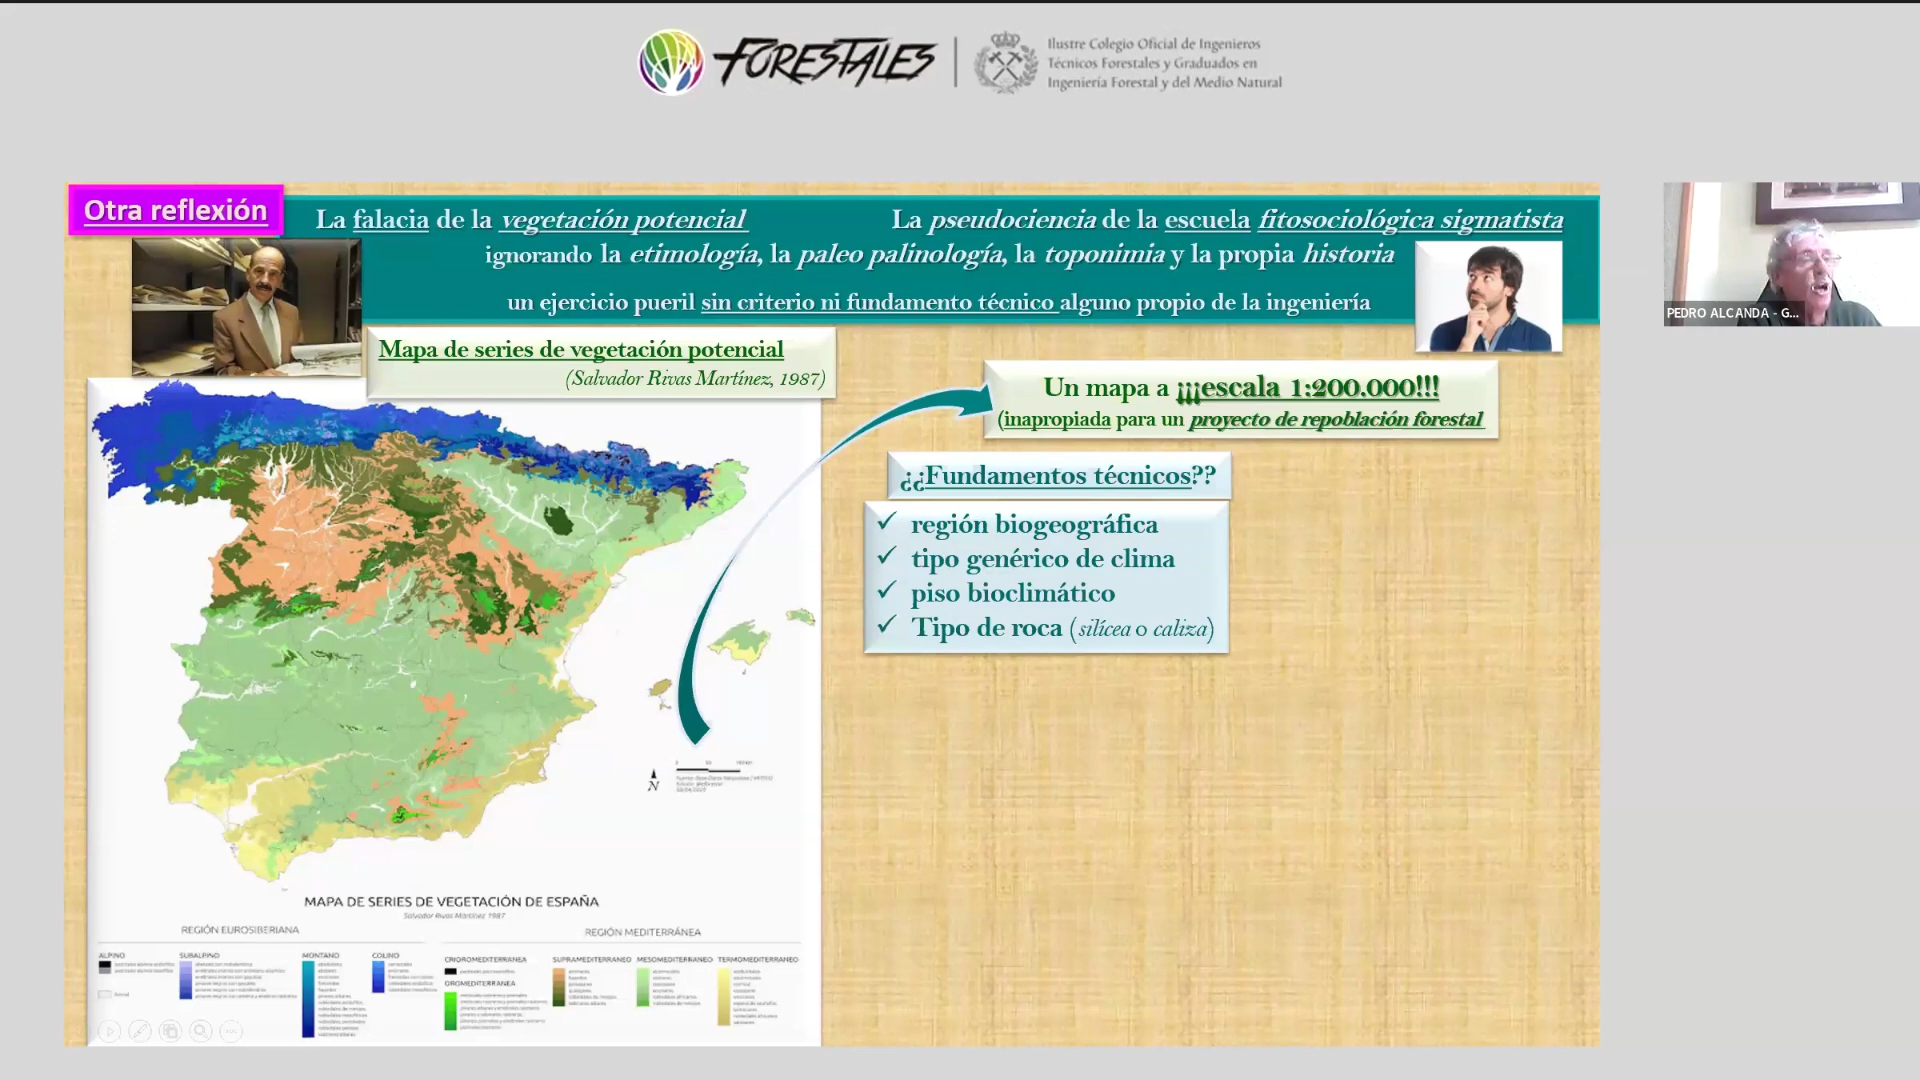 FORESTALES
Ilustre Colegio Oficial de Ingenieros
Técnicos Forestales y Graduados en
Ingeniería Forestal y del Medio Natural
Otra reflexión
La falacia de la vegetación potencial
La pseudociencia de la escuela fitosociológica sigmatista
ignorando la etimología, la paleo palinología, la toponimia y la propia historia
un ejercicio pueril sin criterio ni fundamento técnico alguno propio de la ingeniería
PEDRO ALCANDA - G...
Mapa de series de vegetación potencial
(Salvador Rivas Martínez, 1987)
Un mapa a ¡¡¡escala 1:200.000!!!
(inapropiada para un proyecto de repoblación forestal
¿¿Fundamentos técnicos??
✓ región biogeográfica
✓ tipo genérico de clima
✓ piso bioclimático
✓ Tipo de roca (silícea o caliza)
N
MAPA DE SERIES DE VEGETACIÓN DE ESPAÑA
Salvador Rivas Martínez 1987
REGIÓN EUROSIBERIANA
REGIÓN MEDITERRÁNEA
ALPINO
SUBALPINO
MONTANO
COLINO
CRIOROMEDITERRANEA
OROMEDITERRANEA
SUPRAMEDITERRANEO
MESOMEDITERRANEO
TERMOMEDITERRANEO